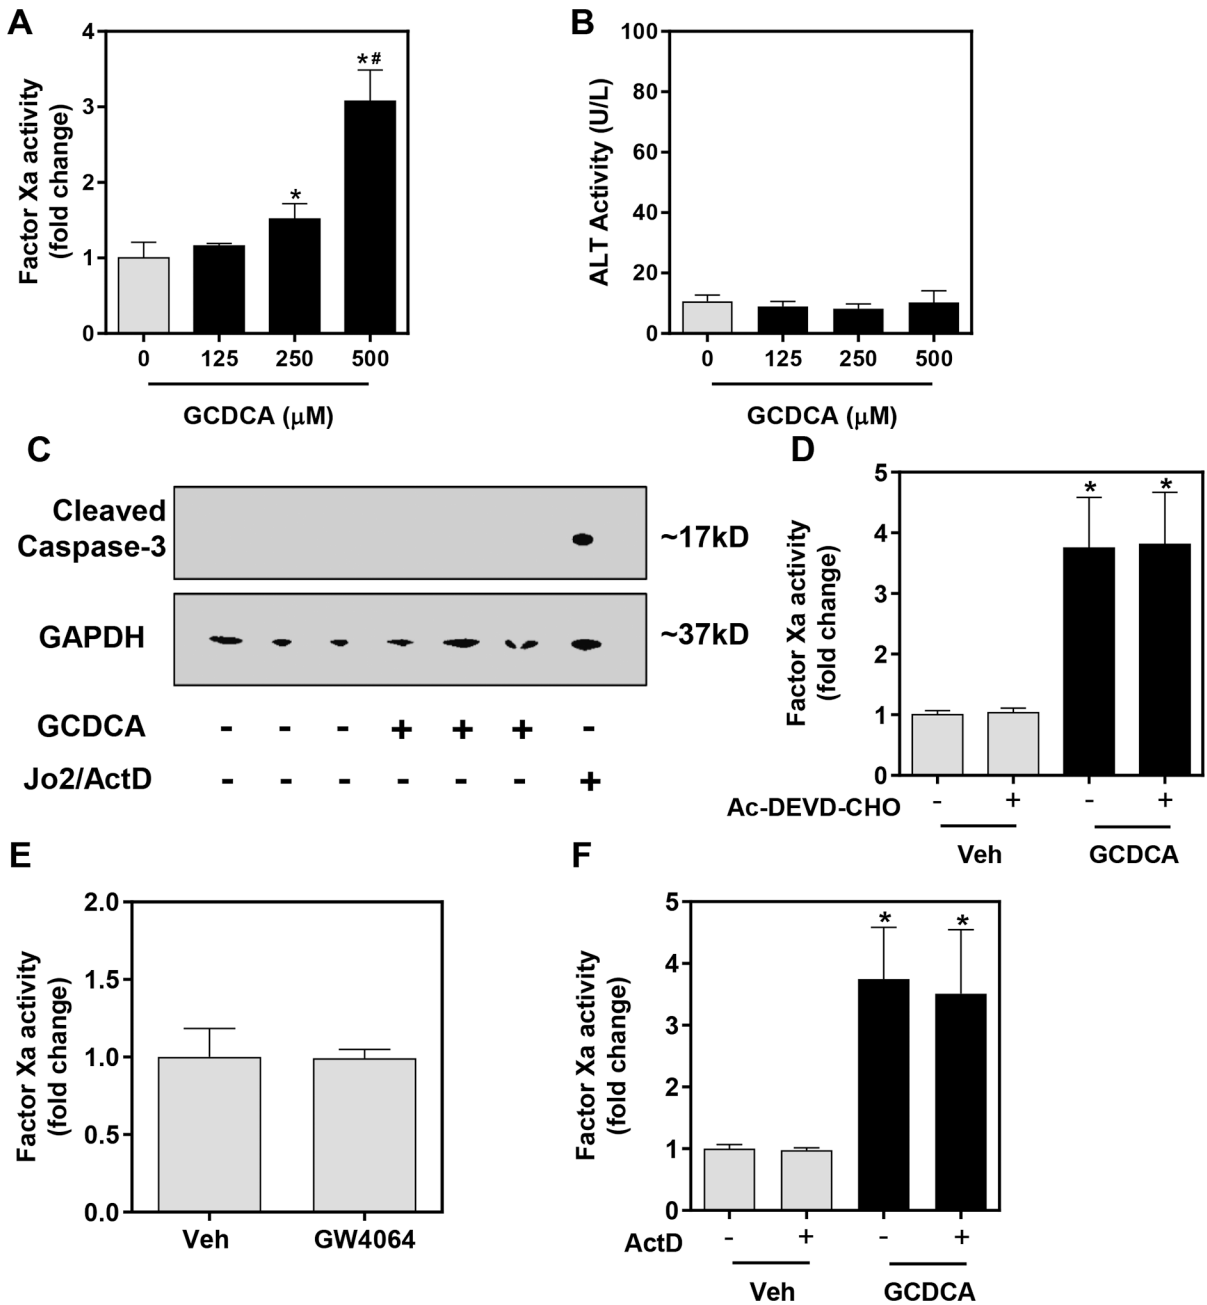 A
Factor Xa activity
(fold change)
4
3
2
1
0
*
*#
0 125 250 500
GCDCA (μM)
B
ALT Activity (U/L)
100
80
60
40
20
0
0 125 250 500
GCDCA (μM)
C
Cleaved
Caspase-3
~17kD
GAPDH
~37kD
GCDCA - - - + + + -
Jo2/ActD - - - - - - +
D
Factor Xa activity
(fold change)
5
4
3
2
1
0
* *
Ac-DEVD-CHO - + - +
Veh GCDCA
E
Factor Xa activity
(fold change)
2.0
1.5
1.0
0.5
0.0
Veh GW4064
F
Factor Xa activity
(fold change)
5
4
3
2
1
0
* *
ActD - + - +
Veh GCDCA